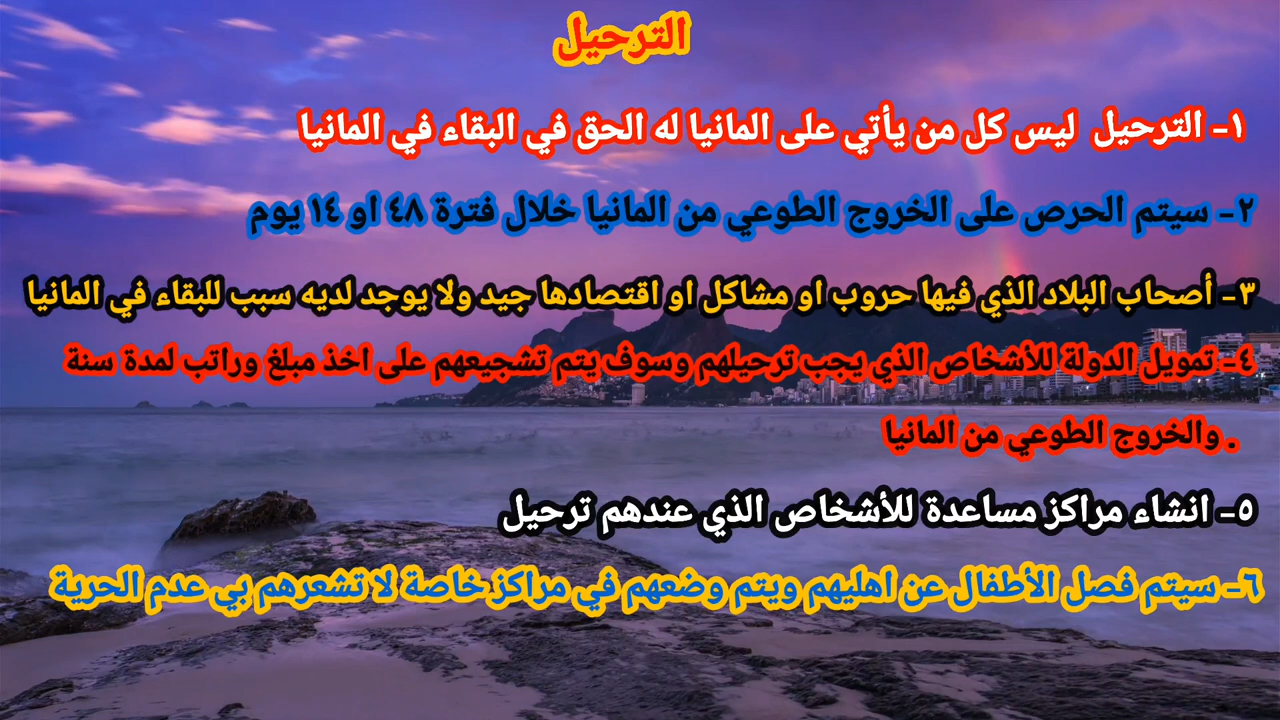 الترحيل
١- الترحيل ليس كل من يأتي على المانيا له الحق في البقاء في المانيا
٢- سيتم الحرص على الخروج الطوعي من المانيا خلال فترة ٤٨ او ١٤ يوم
٣- أصحاب البلاد الذي فيها حروب او مشاكل او اقتصادها جيد ولا يوجد لديه سبب للبقاء في المانيا
٤- تمويل الدولة للأشخاص الذي يجب ترحيلهم وسوف يتم تشجيعهم على اخذ مبلغ وراتب لمدة سنة
. والخروج الطوعي من المانيا
٥- انشاء مراكز مساعدة للأشخاص الذي عندهم ترحيل
٦- سيتم فصل الأطفال عن اهليهم ويتم وضعهم في مراكز خاصة لا تشعرهم بي عدم الحرية